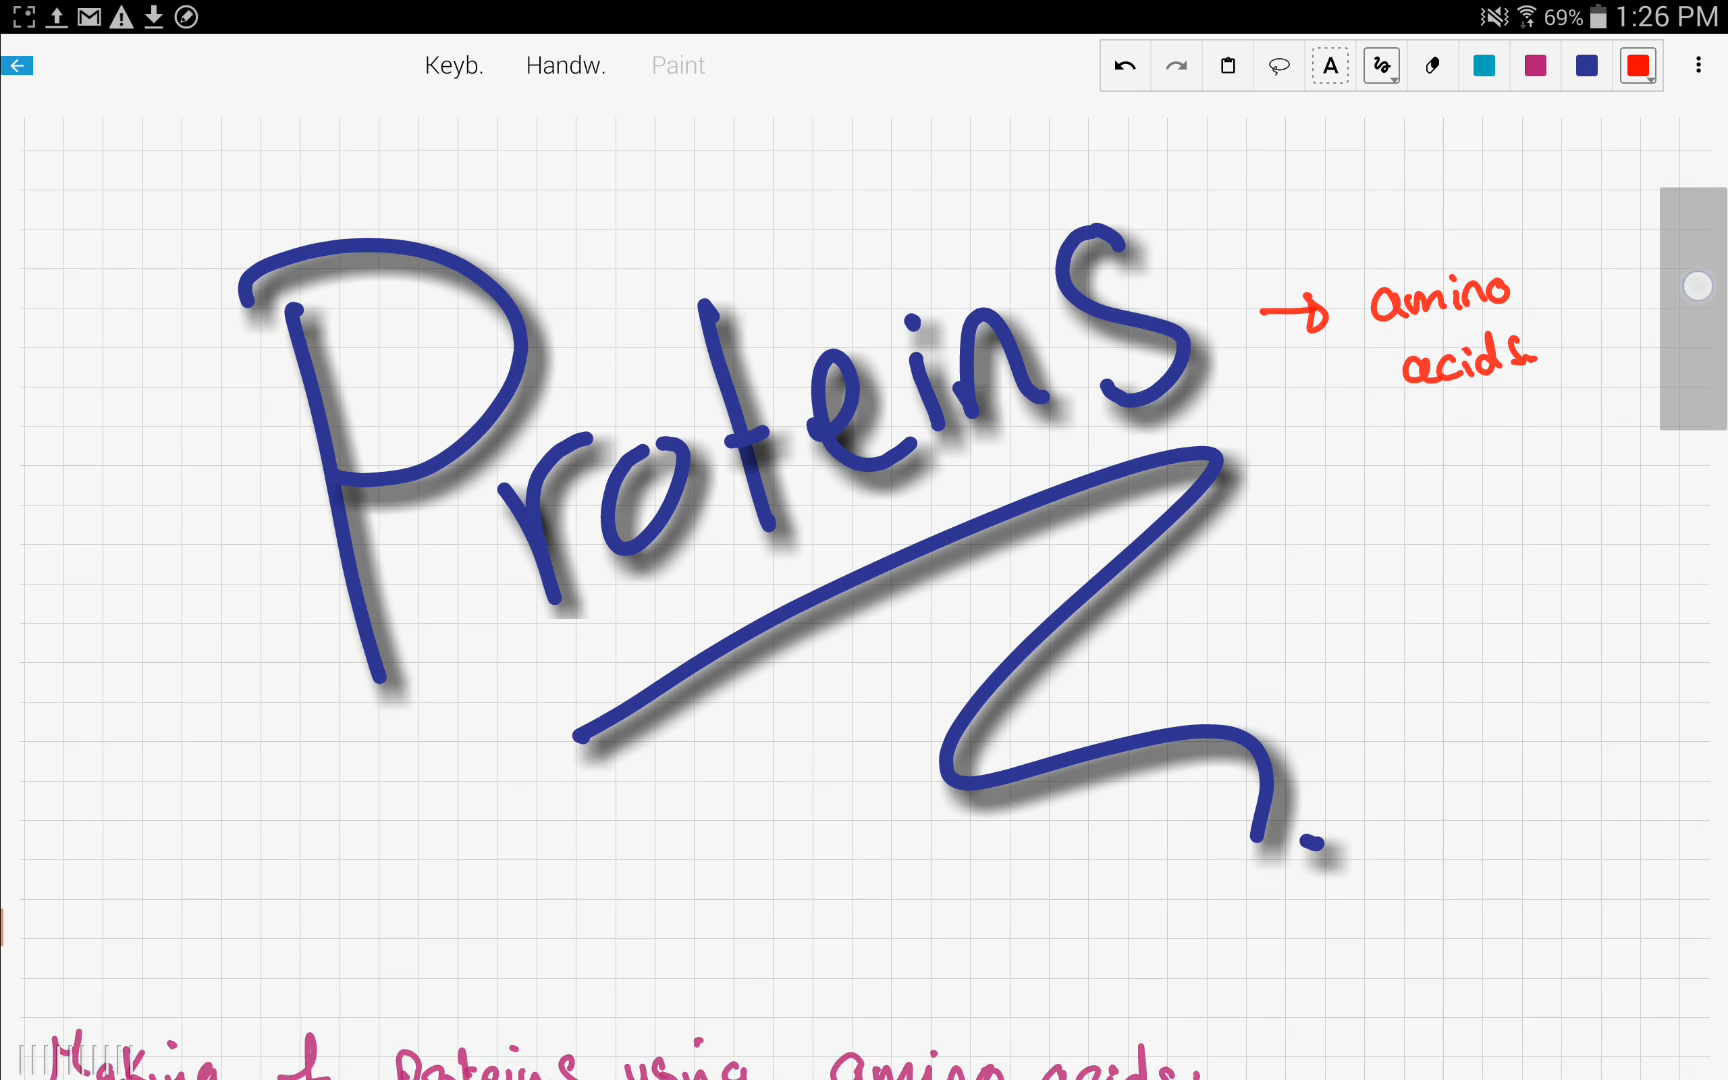 69% 1:26 PM
Keyb. Handw. Paint A
Proteins → amino
acids
Making of Proteins using amino acids: